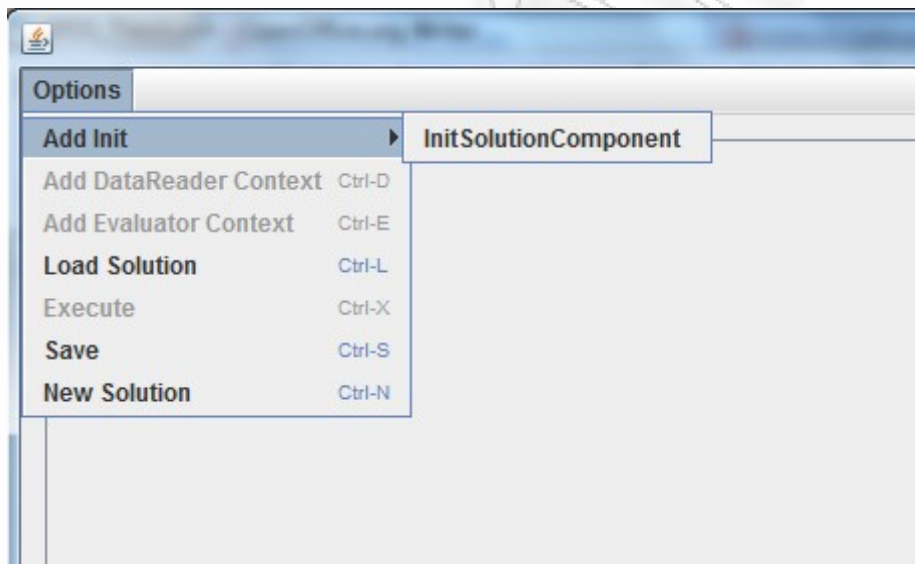 Options
Add Init InitSolutionComponent
Add DataReader Context Ctrl-D
Add Evaluator Context Ctrl-E
Load Solution Ctrl-L
Execute Ctrl-X
Save Ctrl-S
New Solution Ctrl-N